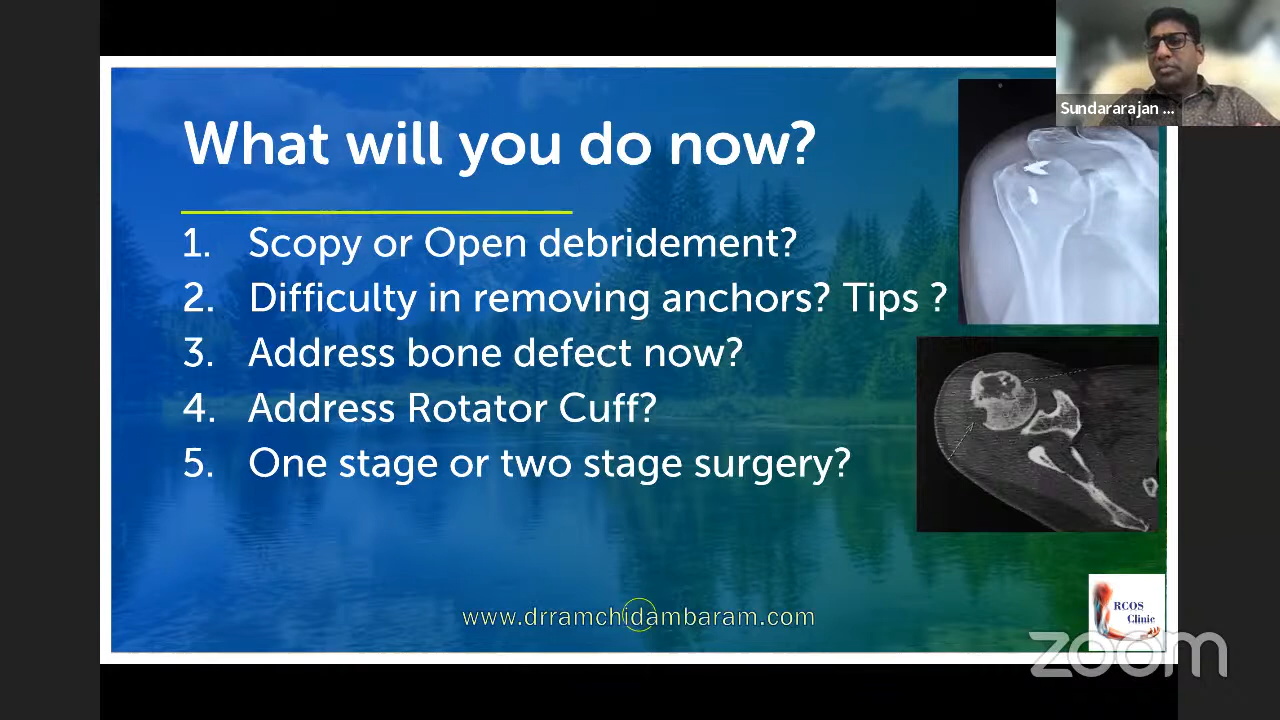 Sundararajan ...
What will you do now?
1. Scopy or Open debridement?
2. Difficulty in removing anchors? Tips ?
3. Address bone defect now?
4. Address Rotator Cuff?
5. One stage or two stage surgery?
www.drramchidambaram.com
RCOS
Clinic
zoom